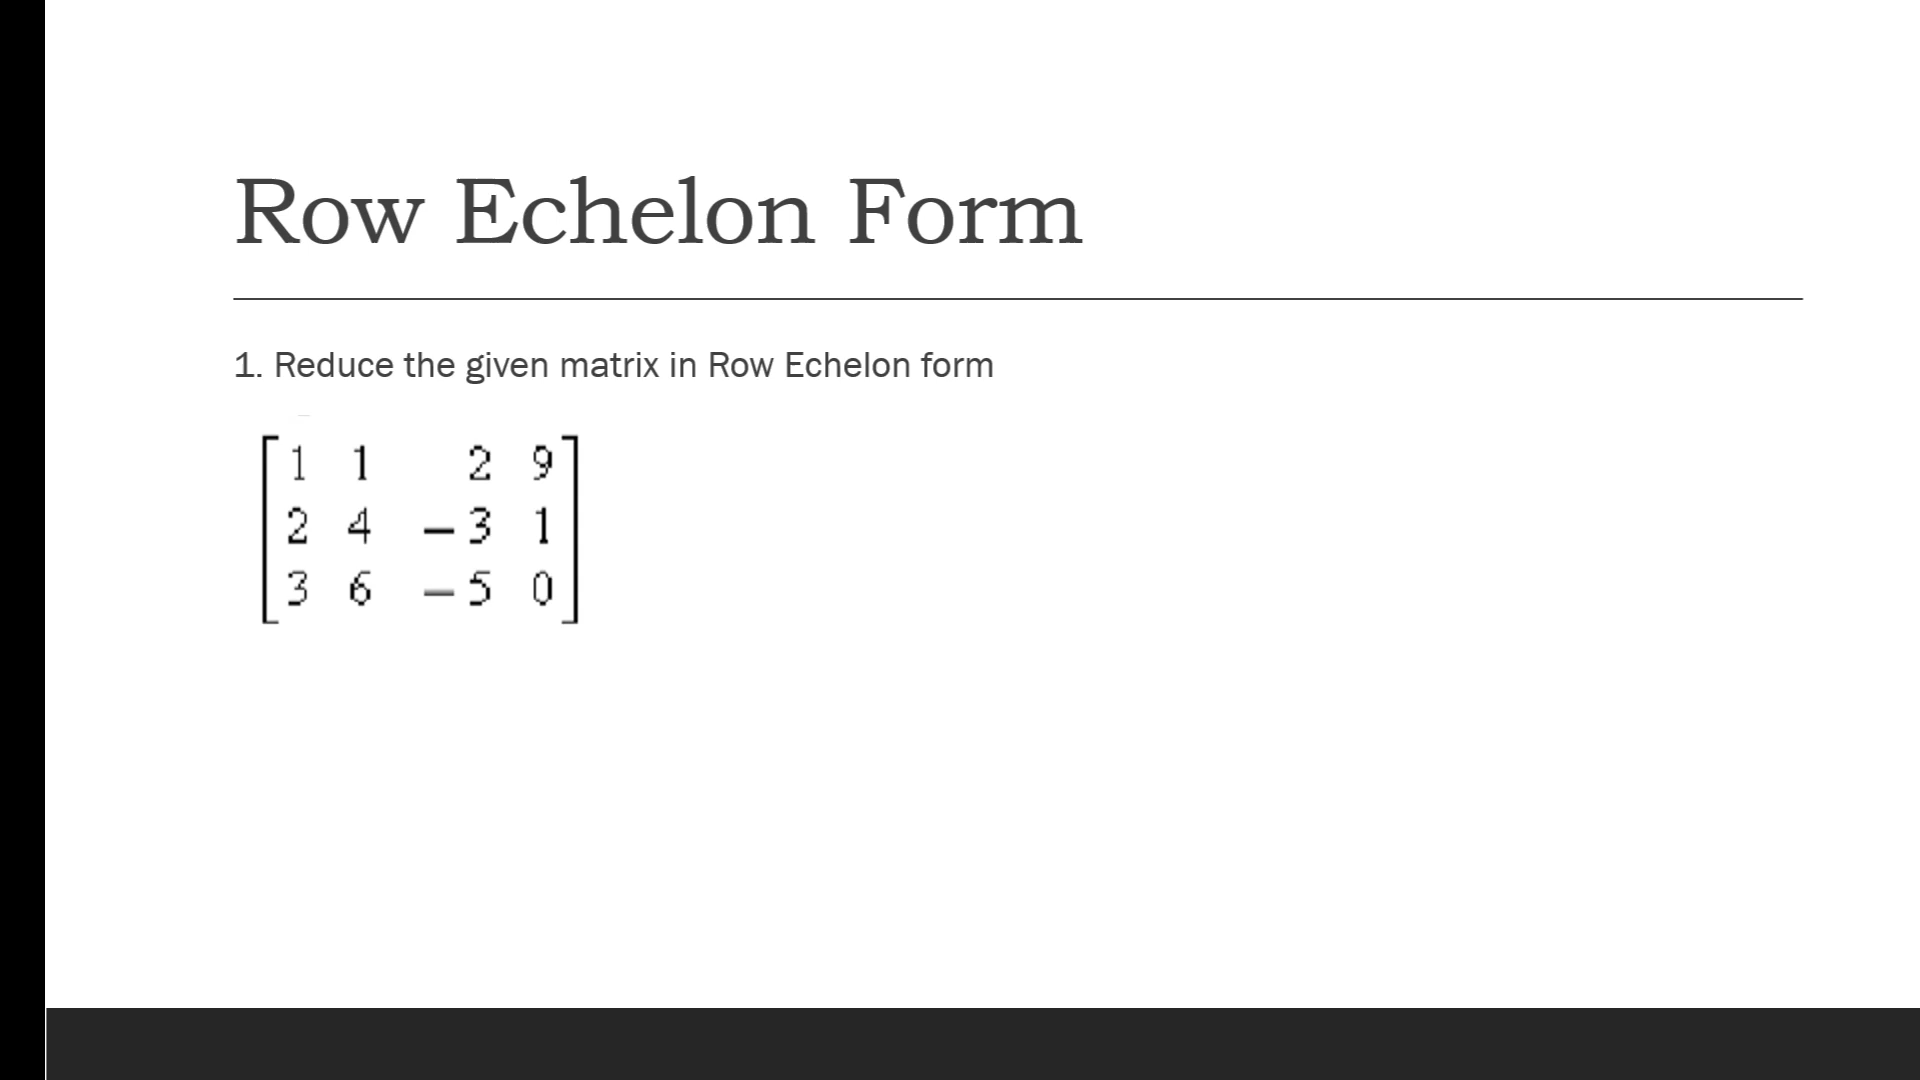 Row Echelon Form
1. Reduce the given matrix in Row Echelon form
1 1 2 9
2 4 – 3 1
3 6 – 5 0